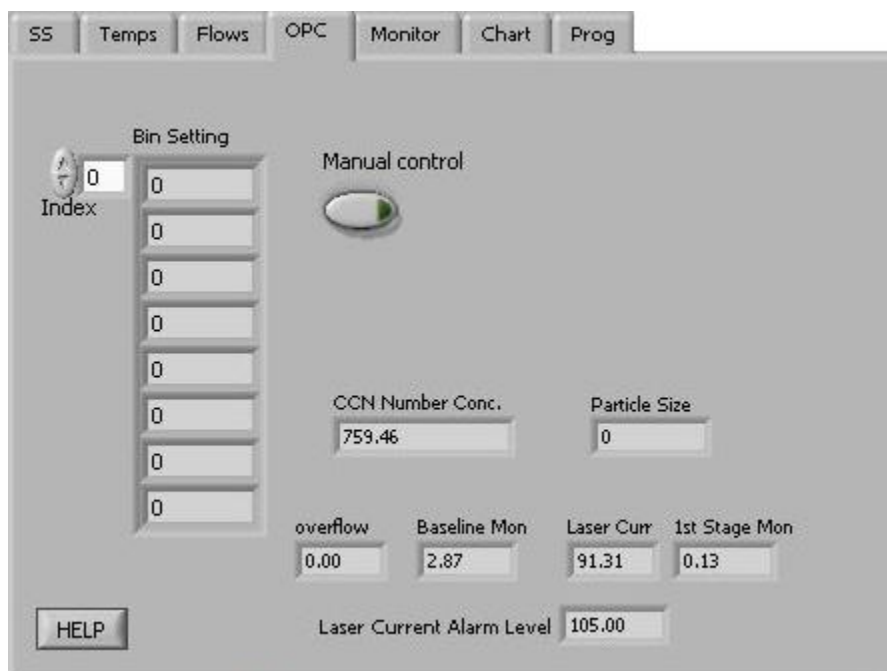 SS Temps Flows OPC Monitor Chart Prog
Bin Setting
Manual control
0
Index
0
0
0
0
0
0
0
0
CCN Number Conc. Particle Size
759.46 0
overflow Baseline Mon Laser Curr 1st Stage Mon
0.00 2.87 91.31 0.13
HELP
Laser Current Alarm Level 105.00